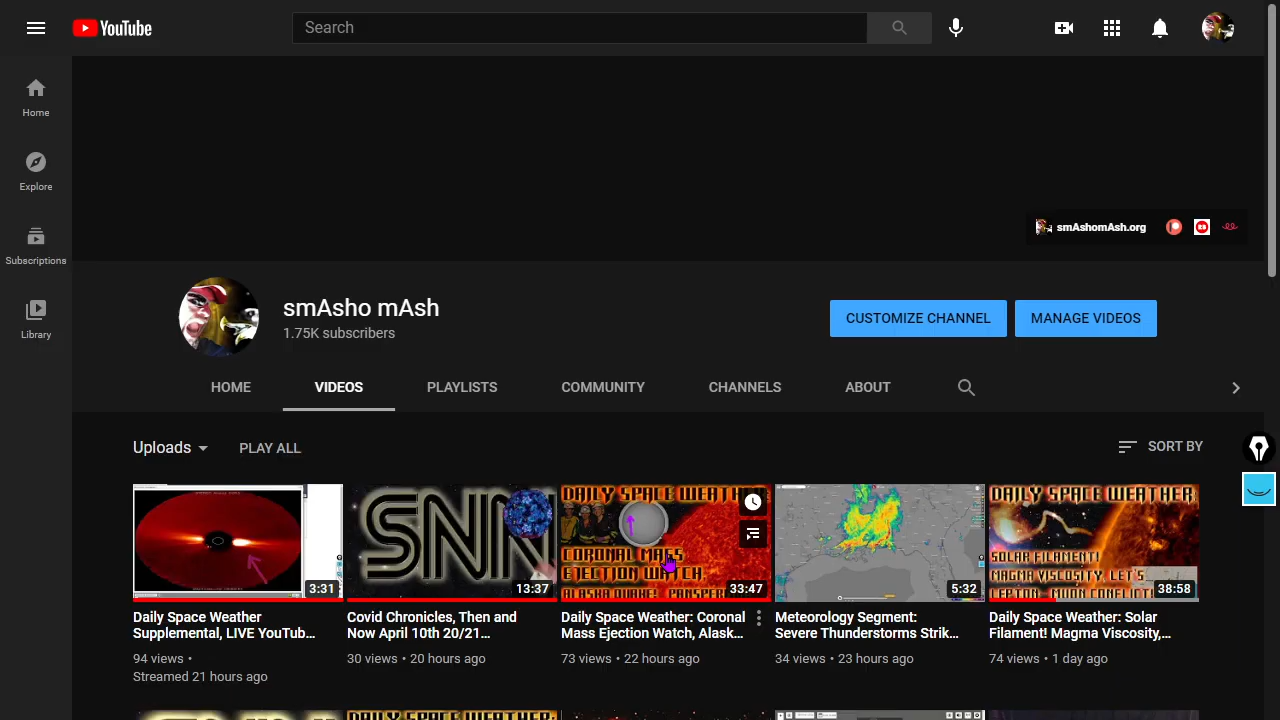 YouTube
Search
Home
Explore
Subscriptions
Library
smAshomAsh.org
smAsho mAsh
1.75K subscribers
CUSTOMIZE CHANNEL
MANAGE VIDEOS
HOME
VIDEOS
PLAYLISTS
COMMUNITY
CHANNELS
ABOUT
Uploads
PLAY ALL
SORT BY
3:31
SNN
13:37
DAILY SPACE WEATHER
CORONAL MASS
EJECTION WATCH
33:47
5:32
DAILY SPACE WEATHER:
SOLAR FILAMENT!
MAGMA VISCOSITY, LET'S
38:58
Daily Space Weather
Supplemental, LIVE YouTub...
94 views •
Streamed 21 hours ago
Covid Chronicles, Then and
Now April 10th 20/21...
30 views • 20 hours ago
Daily Space Weather: Coronal
Mass Ejection Watch, Alask...
73 views • 22 hours ago
Meteorology Segment:
Severe Thunderstorms Strik...
34 views • 23 hours ago
Daily Space Weather: Solar
Filament! Magma Viscosity,...
74 views • 1 day ago